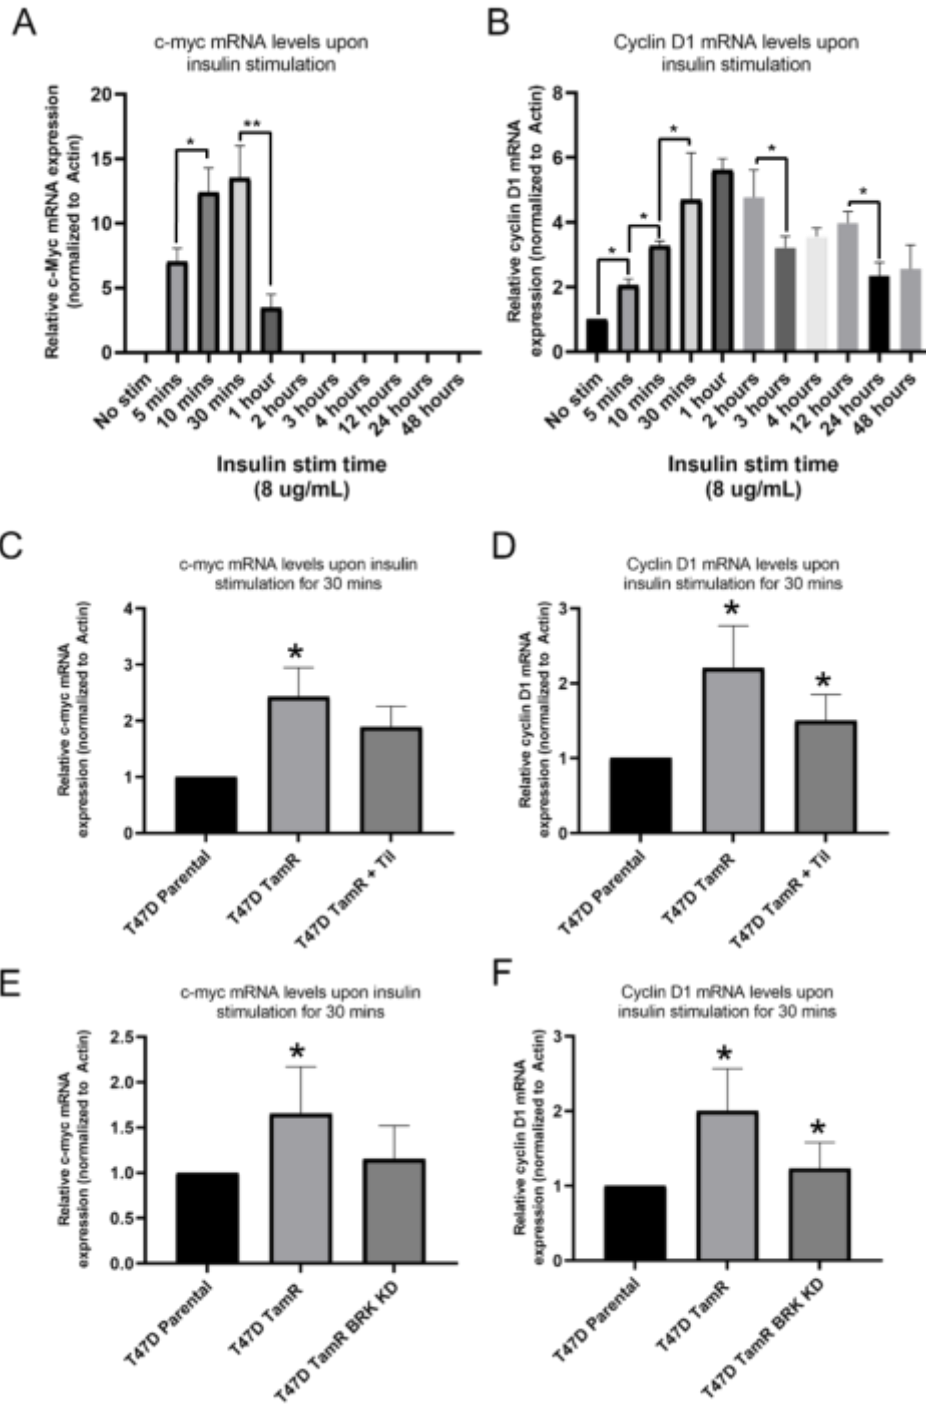 A
c-myc mRNA levels upon
insulin stimulation
Relative c-Myc mRNA expression
(normalized to Actin)
20
15
10
5
0
*
**
No stim
5 mins
10 mins
30 mins
1 hour
2 hours
3 hours
4 hours
12 hours
24 hours
48 hours
Insulin stim time
(8 ug/mL)
B
Cyclin D1 mRNA levels upon
insulin stimulation
Relative cyclin D1 mRNA
expression (normalized to Actin)
8
6
4
2
0
*
*
*
*
*
No stim
5 mins
10 mins
30 mins
1 hour
2 hours
3 hours
4 hours
12 hours
24 hours
48 hours
Insulin stim time
(8 ug/mL)
C
c-myc mRNA levels upon insulin
stimulation for 30 mins
Relative c-myc mRNA
expression (normalized to Actin)
4
3
2
1
0
*
T47D Parental
T47D TamR
T47D TamR + Til
D
Cyclin D1 mRNA levels upon
insulin stimulation for 30 mins
Relative cyclin D1 mRNA
expression (normalized to Actin)
3
2
1
0
*
*
T47D Parental
T47D TamR
T47D TamR + Til
E
c-myc mRNA levels upon insulin
stimulation for 30 mins
Relative c-myc mRNA
expression (normalized to Actin)
2.5
2.0
1.5
1.0
0.5
0.0
*
T47D Parental
T47D TamR
T47D TamR BRK KD
F
Cyclin D1 mRNA levels upon
insulin stimulation for 30 mins
Relative cyclin D1 mRNA
expression (normalized to Actin)
3
2
1
0
*
*
T47D Parental
T47D TamR
T47D TamR BRK KD